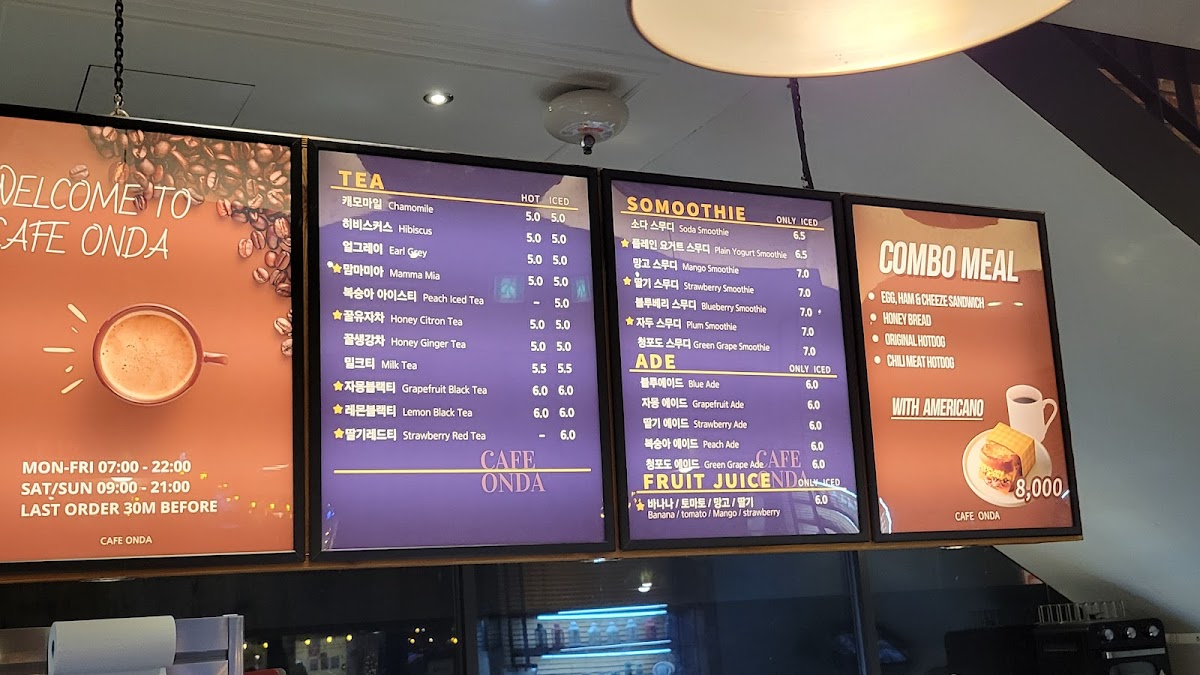 WELCOME TO
CAFE ONDA
MON-FRI 07:00 - 22:00
SAT/SUN 09:00 - 21:00
LAST ORDER 30M BEFORE
CAFE ONDA
TEA HOT ICED
캐모마일 Chamomile 5.0 5.0
히비스커스 Hibiscus 5.0 5.0
얼그레이 Earl Grey 5.0 5.0
★맘마미아 Mamma Mia 5.0 5.0
복숭아 아이스티 Peach Iced Tea – 5.0
★꿀유자차 Honey Citron Tea 5.0 5.0
꿀생강차 Honey Ginger Tea 5.0 5.0
밀크티 Milk Tea 5.5 5.5
★자몽블랙티 Grapefruit Black Tea 6.0 6.0
★레몬블랙티 Lemon Black Tea 6.0 6.0
★딸기레드티 Strawberry Red Tea – 6.0
CAFE
ONDA
SOMOOTHIE ONLY ICED
소다 스무디 Soda Smoothie 6.5
★플레인 요거트 스무디 Plain Yogurt Smoothie 6.5
망고 스무디 Mango Smoothie 7.0
★딸기 스무디 Strawberry Smoothie 7.0
블루베리 스무디 Blueberry Smoothie 7.0
★자두 스무디 Plum Smoothie 7.0
청포도 스무디 Green Grape Smoothie 7.0
ADE ONLY ICED
블루에이드 Blue Ade 6.0
자몽 에이드 Grapefruit Ade 6.0
딸기 에이드 Strawberry Ade 6.0
복숭아 에이드 Peach Ade 6.0
청포도 에이드 Green Grape Ade 6.0
CAFE
ONDA
FRUIT JUICE ONLY ICED
★바나나 / 토마토 / 망고 / 딸기 6.0
Banana / tomato / Mango / strawberry
COMBO MEAL
• EGG, HAM & CHEEZE SANDWICH
• HONEY BREAD
• ORIGINAL HOTDOG
• CHILI MEAT HOTDOG
WITH AMERICANO
8,000
CAFE ONDA